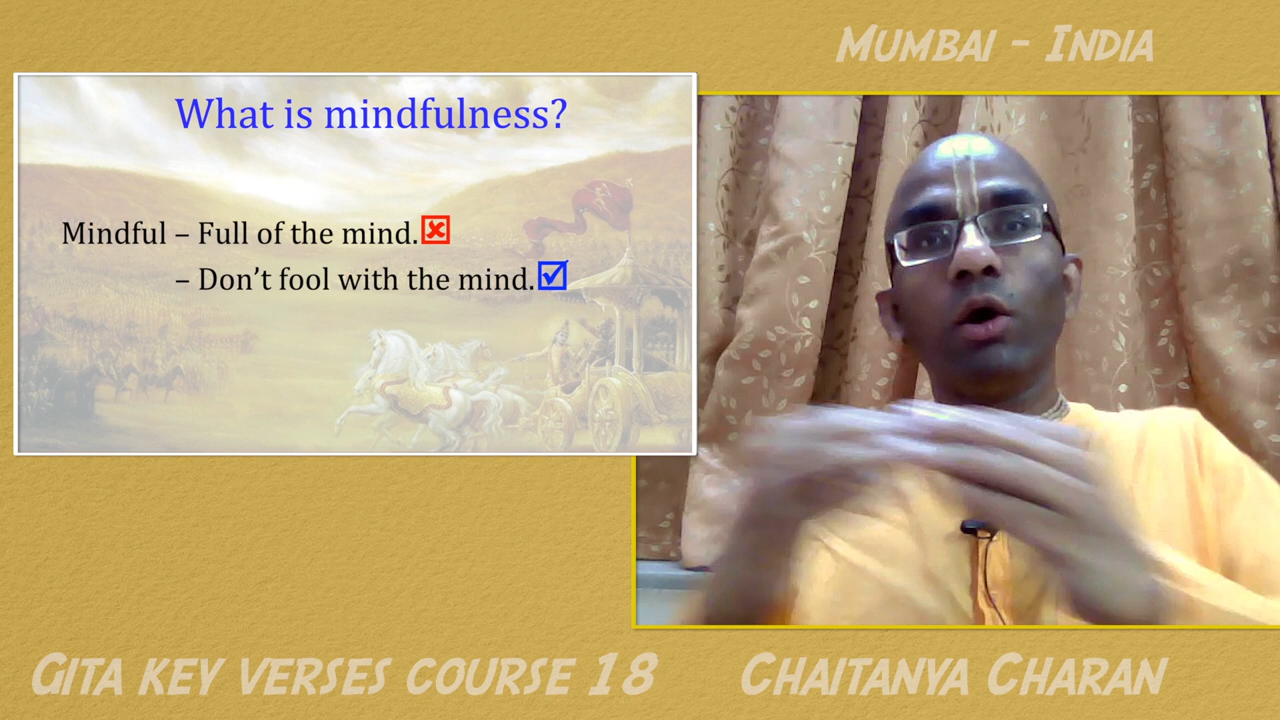 Mumbai - India
What is mindfulness?
Mindful – Full of the mind.
– Don’t fool with the mind.
Gita key verses course 18
Chaitanya Charan